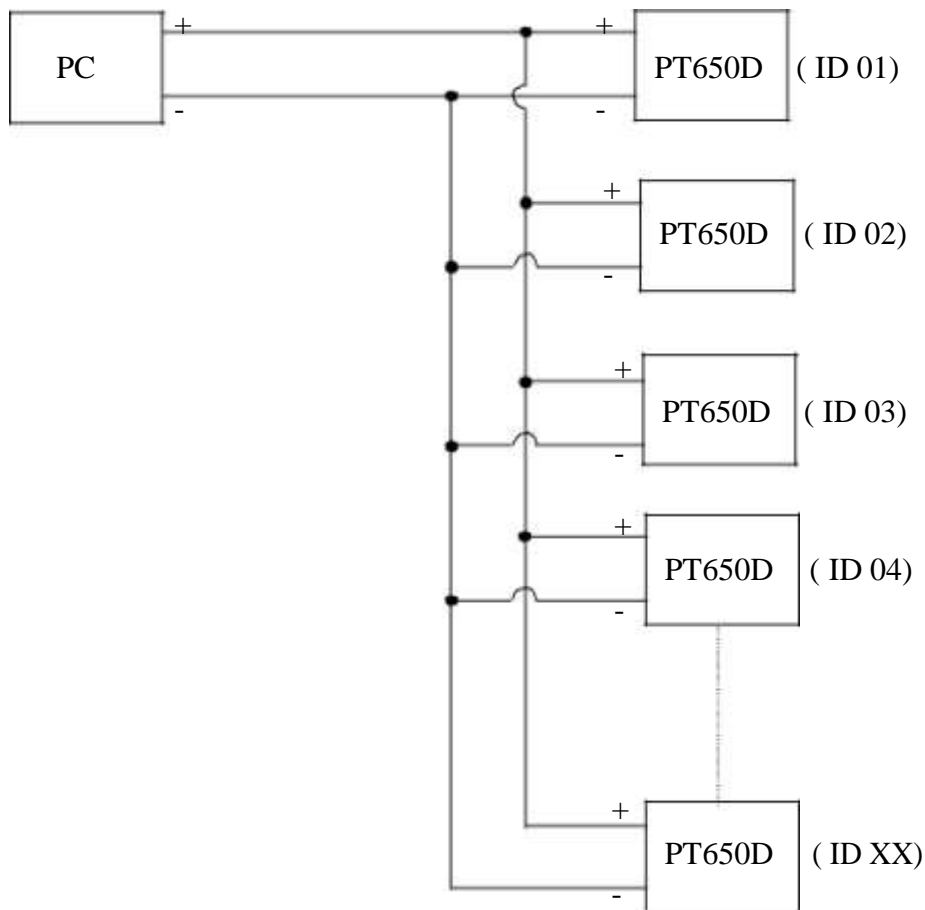 + +
PC PT650D ( ID 01)
- -
+
PT650D ( ID 02)
-
+
PT650D ( ID 03)
-
+
PT650D ( ID 04)
-
+
PT650D ( ID XX)
-